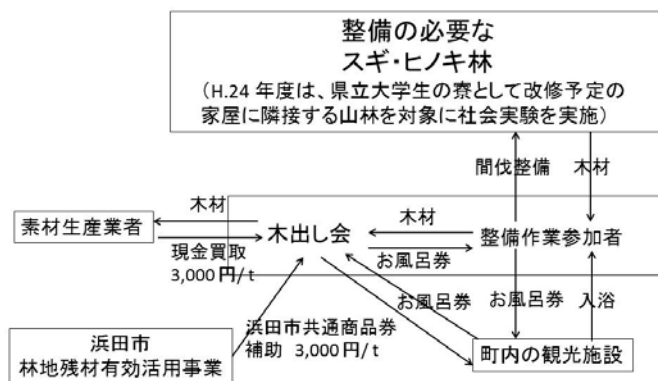 整備の必要な
スギ・ヒノキ林
（H.24 年度は、県立大学生の寮として改修予定の
家屋に隣接する山林を対象に社会実験を実施）
間伐整備
木材
木材
素材生産業者
現金買取
3,000 円/ｔ
木出し会
木材
お風呂券
整備作業参加者
お風呂券
お風呂券
入浴
浜田市
林地残材有効活用事業
浜田市共通商品券
補助 3,000 円/ｔ
町内の観光施設